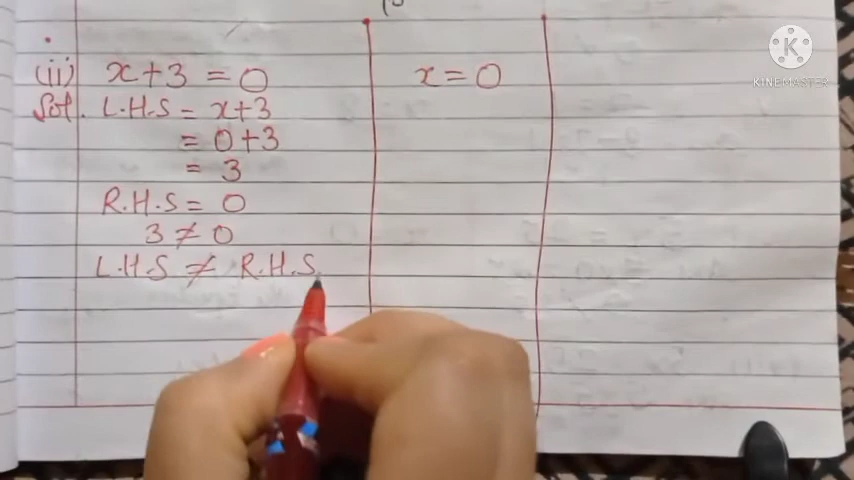 (ii) x+3 = 0 x = 0
Sol. L.H.S = x+3
= 0+3
= 3
R.H.S = 0
3 ≠ 0
L.H.S ≠ R.H.S.
K
KINEMASTER